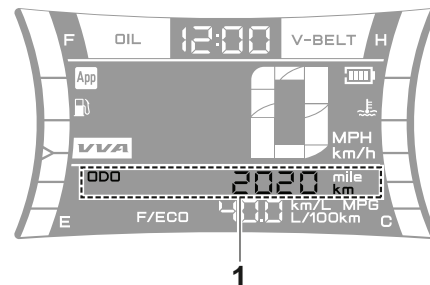 F OIL 12:00 V-BELT H
App
0
MPH
VVA km/h
ODO 2020 mile
km
E F/ECO 40.0 km/L MPG
L/100km C
1